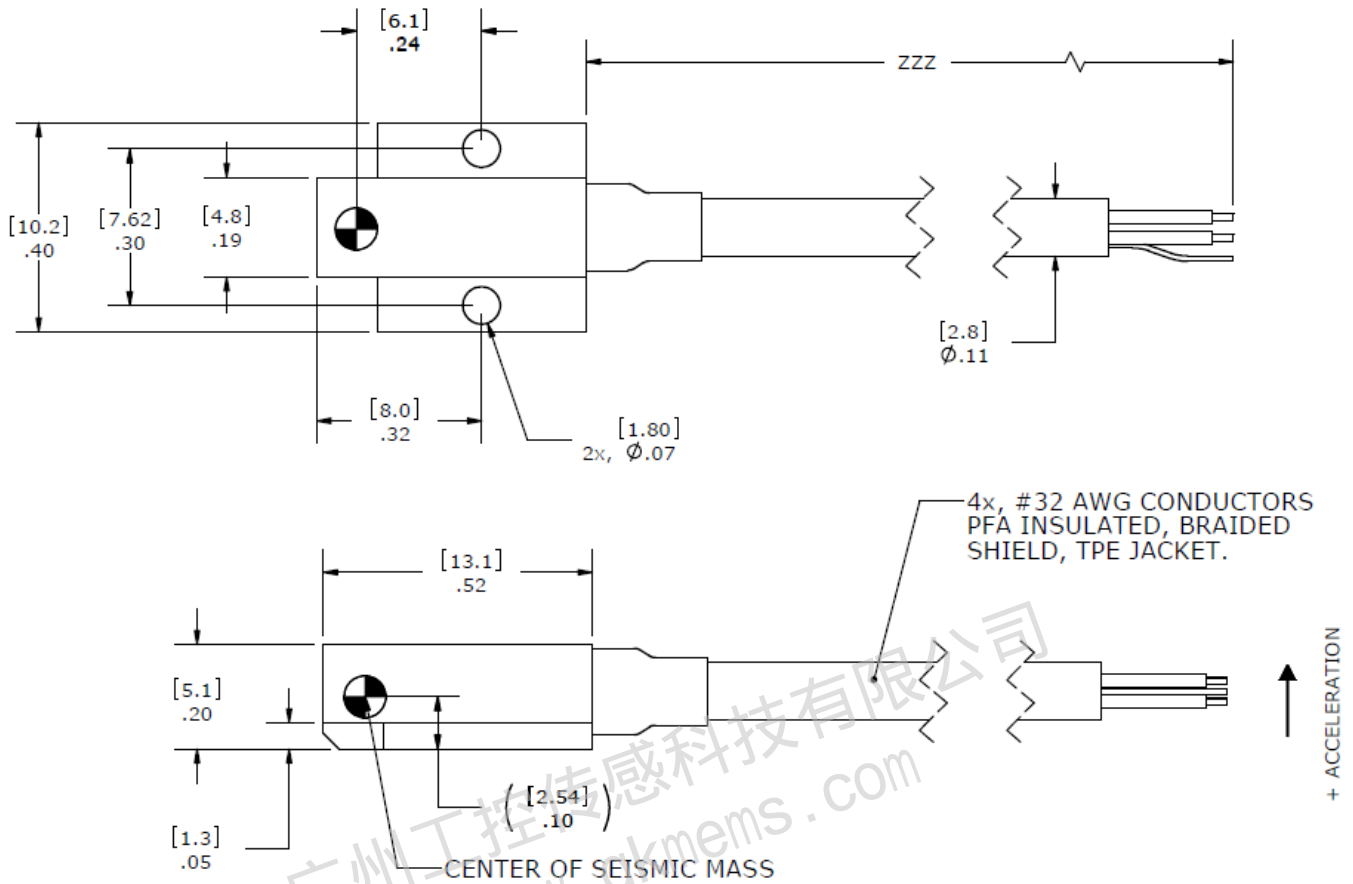 [6.1]
.24
ZZZ
[10.2]
.40
[7.62]
.30
[4.8]
.19
[2.8]
Ø.11
[8.0]
.32
[1.80]
2x, Ø.07
4x, #32 AWG CONDUCTORS
PFA INSULATED, BRAIDED
SHIELD, TPE JACKET.
[13.1]
.52
[5.1]
.20
+ ACCELERATION
([2.54]
.10)
[1.3]
.05
CENTER OF SEISMIC MASS
广州工控传感科技有限公司
gkmems.com